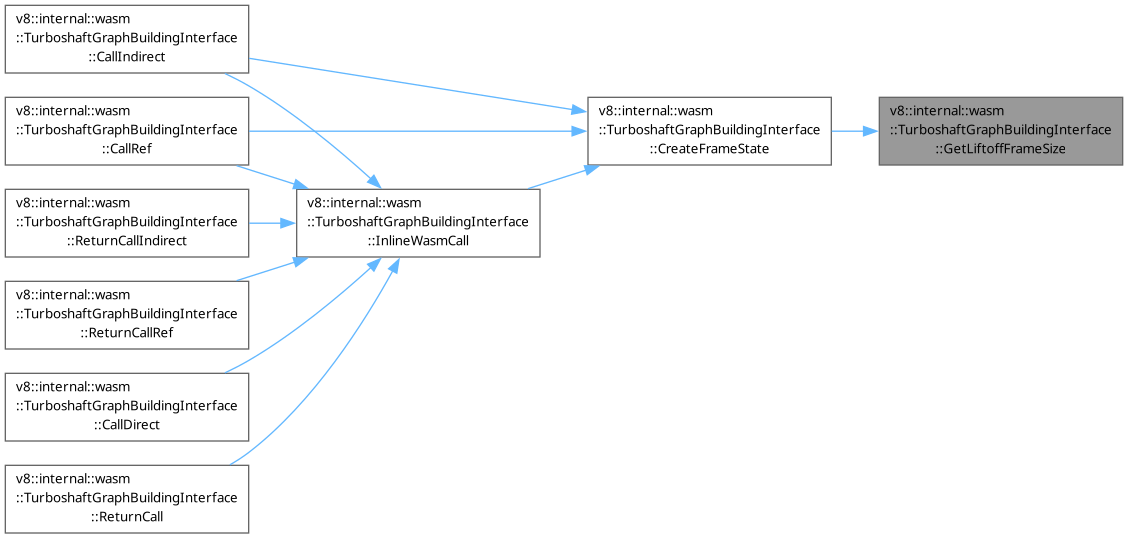 v8::internal::wasm
::TurboshaftGraphBuildingInterface
::CallIndirect
v8::internal::wasm
::TurboshaftGraphBuildingInterface
::CallRef
v8::internal::wasm
::TurboshaftGraphBuildingInterface
::ReturnCallIndirect
v8::internal::wasm
::TurboshaftGraphBuildingInterface
::ReturnCallRef
v8::internal::wasm
::TurboshaftGraphBuildingInterface
::CallDirect
v8::internal::wasm
::TurboshaftGraphBuildingInterface
::ReturnCall
v8::internal::wasm
::TurboshaftGraphBuildingInterface
::InlineWasmCall
v8::internal::wasm
::TurboshaftGraphBuildingInterface
::CreateFrameState
v8::internal::wasm
::TurboshaftGraphBuildingInterface
::GetLiftoffFrameSize